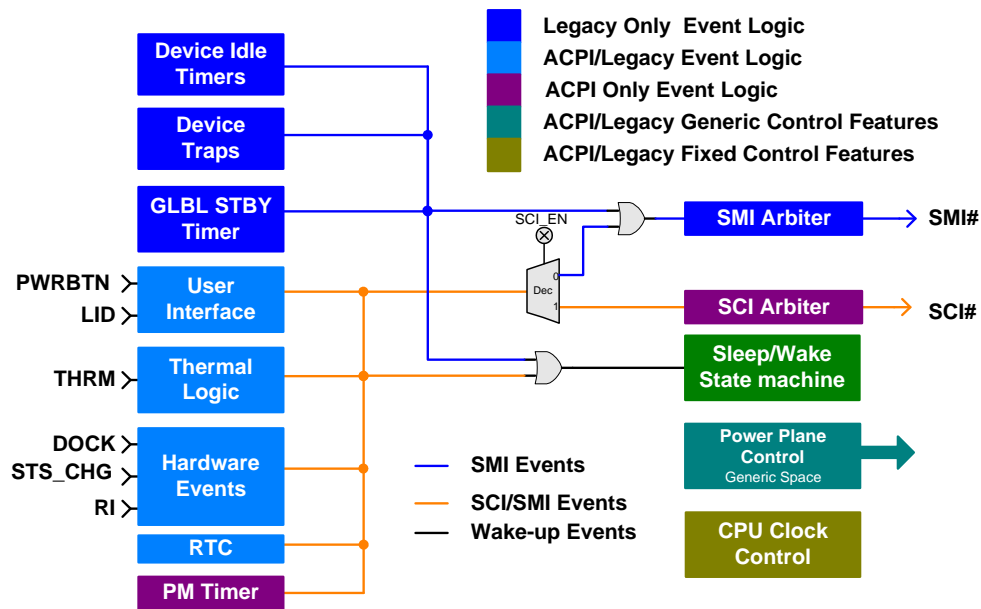 Legacy Only Event Logic
ACPI/Legacy Event Logic
ACPI Only Event Logic
ACPI/Legacy Generic Control Features
ACPI/Legacy Fixed Control Features
Device Idle
Timers
Device
Traps
GLBL STBY
Timer
PWRBTN
LID
User
Interface
THRM
Thermal
Logic
DOCK
STS_CHG
RI
Hardware
Events
RTC
PM Timer
SCI_EN
Dec
0
1
SMI Arbiter
SMI#
SCI Arbiter
SCI#
Sleep/Wake
State machine
Power Plane
Control
Generic Space
CPU Clock
Control
SMI Events
SCI/SMI Events
Wake-up Events